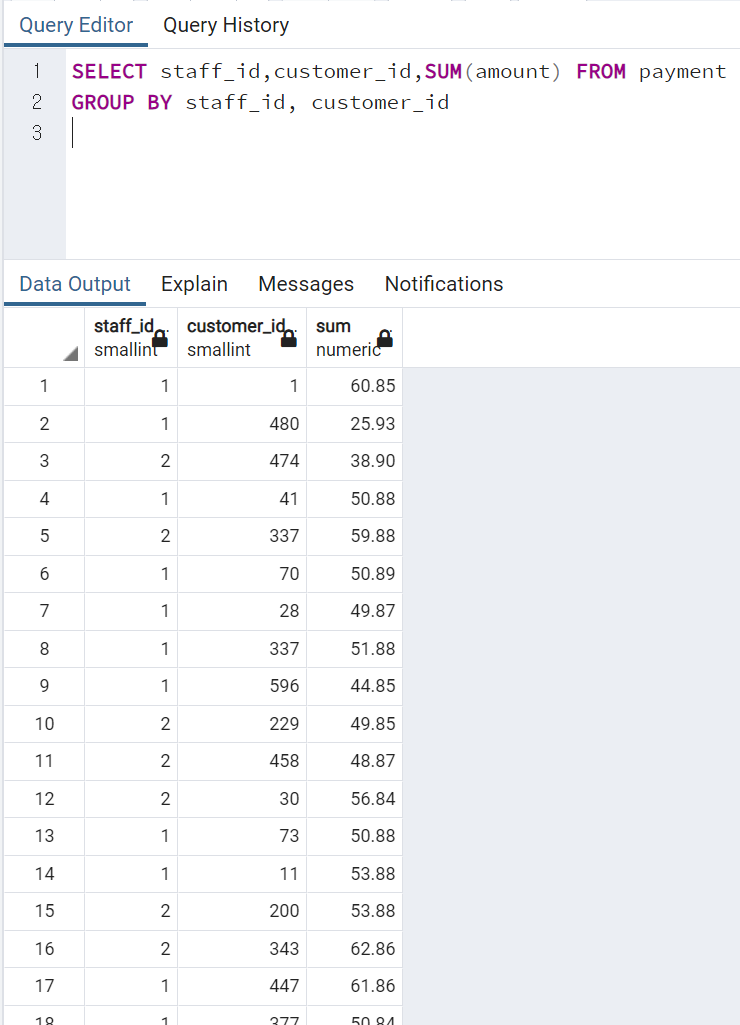 Query Editor Query History
1 SELECT staff_id,customer_id,SUM(amount) FROM payment
2 GROUP BY staff_id, customer_id
3
Data Output Explain Messages Notifications
staff_id customer_id sum
smallint smallint numeric
1 1 1 60.85
2 1 480 25.93
3 2 474 38.90
4 1 41 50.88
5 2 337 59.88
6 1 70 50.89
7 1 28 49.87
8 1 337 51.88
9 1 596 44.85
10 2 229 49.85
11 2 458 48.87
12 2 30 56.84
13 1 73 50.88
14 1 11 53.88
15 2 200 53.88
16 2 343 62.86
17 1 447 61.86
18 1 377 50.84